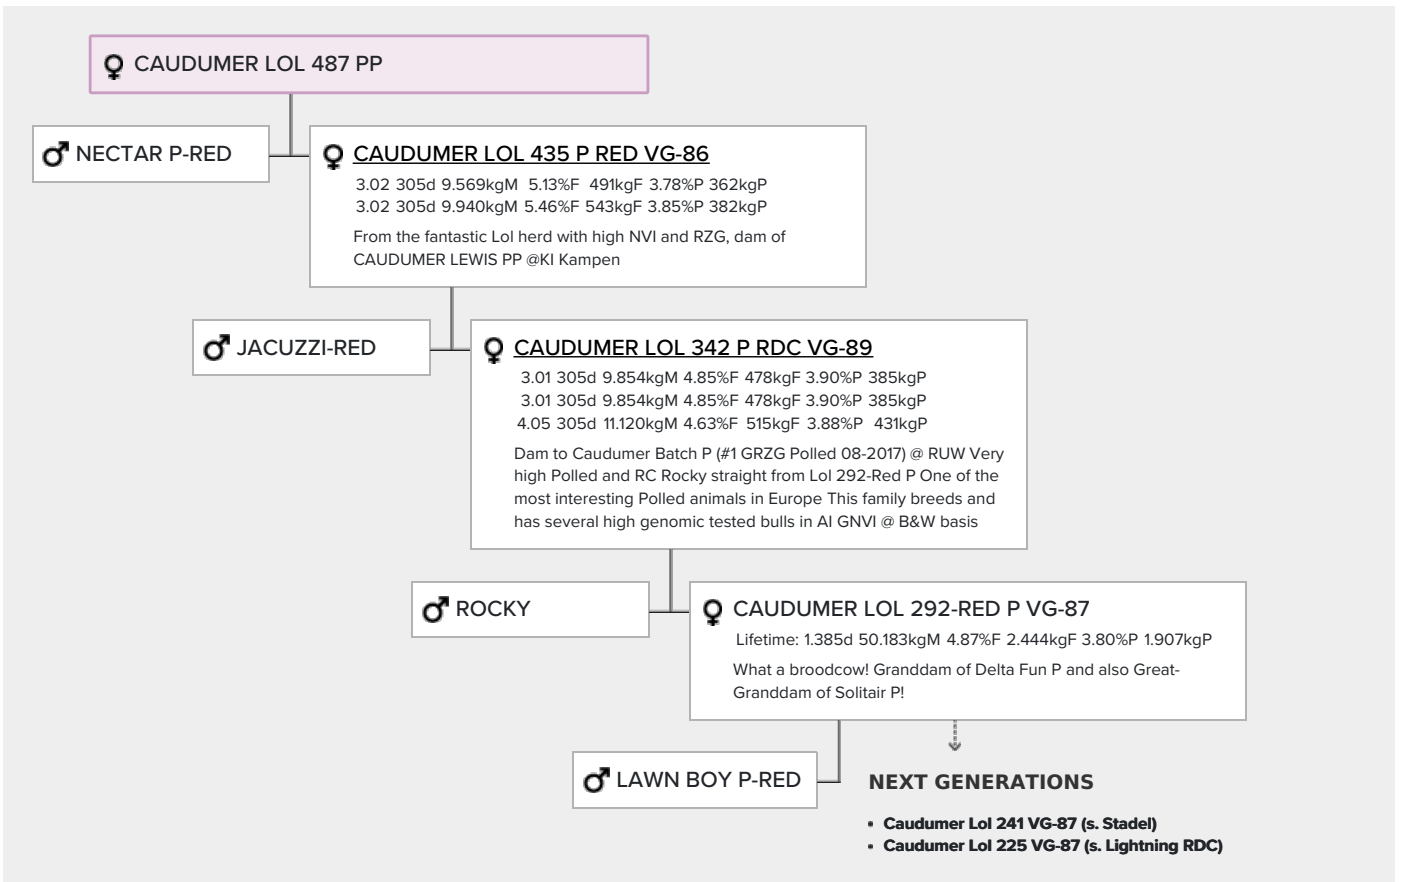 CAUDUMER LOL 487 PP
NECTAR P-RED
CAUDUMER LOL 435 P RED VG-86
3.02 305d 9.569kgM 5.13%F 491kgF 3.78%P 362kgP
3.02 305d 9.940kgM 5.46%F 543kgF 3.85%P 382kgP
From the fantastic Lol herd with high NVI and RZG, dam of
CAUDUMER LEWIS PP @KI Kampen
JACUZZI-RED
CAUDUMER LOL 342 P RDC VG-89
3.01 305d 9.854kgM 4.85%F 478kgF 3.90%P 385kgP
3.01 305d 9.854kgM 4.85%F 478kgF 3.90%P 385kgP
4.05 305d 11.120kgM 4.63%F 515kgF 3.88%P 431kgP
Dam to Caudumer Batch P (#1 GRZG Polled 08-2017) @ RUW Very
high Polled and RC Rocky straight from Lol 292-Red P One of the
most interesting Polled animals in Europe This family breeds and
has several high genomic tested bulls in AI GNVI @ B&W basis
ROCKY
CAUDUMER LOL 292-RED P VG-87
Lifetime: 1.385d 50.183kgM 4.87%F 2.444kgF 3.80%P 1.907kgP
What a broodcow! Granddam of Delta Fun P and also Great-
Granddam of Solitair P!
LAWN BOY P-RED
NEXT GENERATIONS
• Caudumer Lol 241 VG-87 (s. Stadel)
• Caudumer Lol 225 VG-87 (s. Lightning RDC)